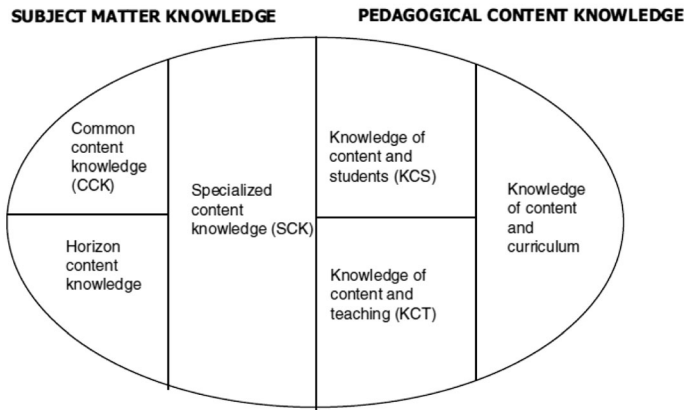 SUBJECT MATTER KNOWLEDGE
PEDAGOGICAL CONTENT KNOWLEDGE
Common
content
knowledge
(CCK)
Horizon
content
knowledge
Specialized
content
knowledge (SCK)
Knowledge of
content and
students (KCS)
Knowledge of
content and
teaching (KCT)
Knowledge
of content
and
curriculum